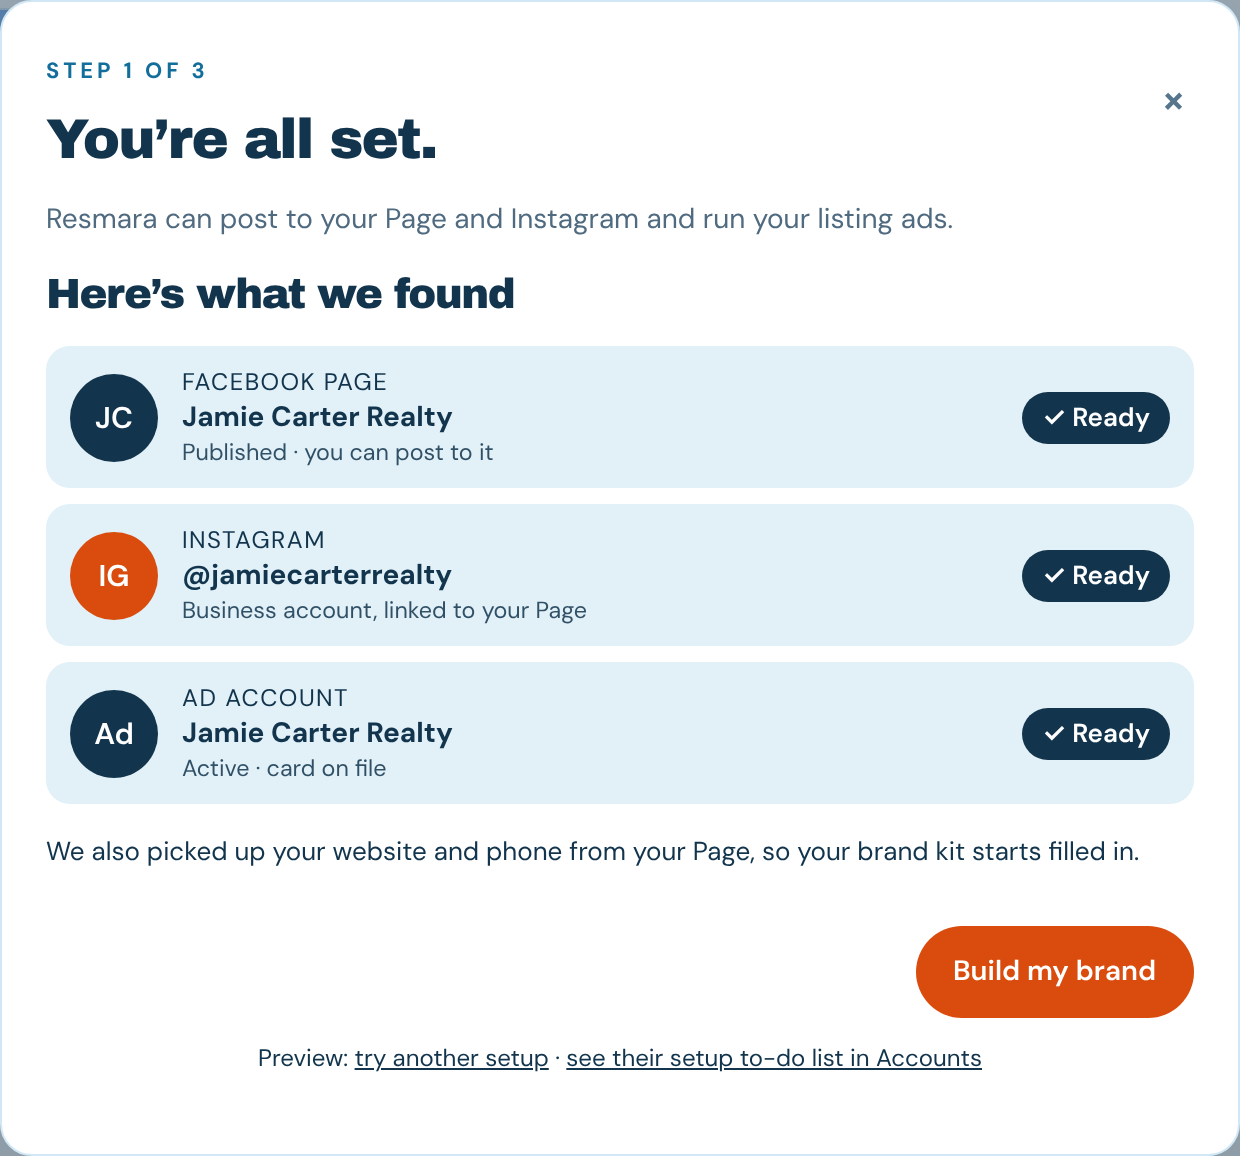 STEP 1 OF 3
×
You’re all set.
Resmara can post to your Page and Instagram and run your listing ads.
Here’s what we found
JC
FACEBOOK PAGE
Jamie Carter Realty
Published · you can post to it
✓ Ready
IG
INSTAGRAM
@jamiecarterrealty
Business account, linked to your Page
✓ Ready
Ad
AD ACCOUNT
Jamie Carter Realty
Active · card on file
✓ Ready
We also picked up your website and phone from your Page, so your brand kit starts filled in.
Build my brand
Preview: try another setup · see their setup to-do list in Accounts